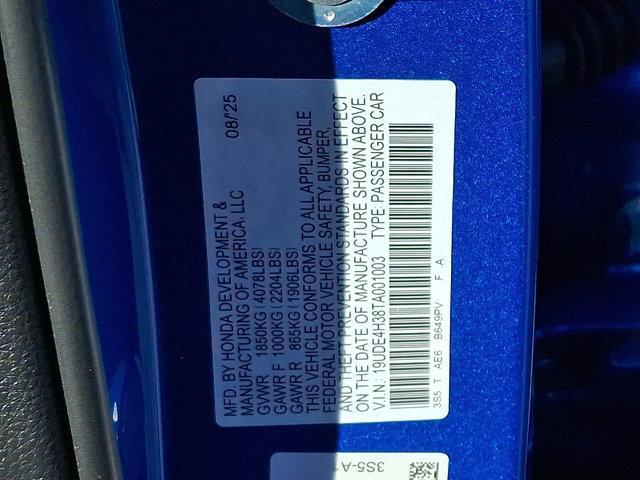 MFD. BY HONDA DEVELOPMENT & 08/'25
MANUFACTURING OF AMERICA, LLC
GVWR 1850KG(4078LBS)
GAWR F 1000KG(2204LBS)
GAWR R 865KG(1906LBS)
THIS VEHICLE CONFORMS TO ALL APPLICABLE
FEDERAL MOTOR VEHICLE SAFETY, BUMPER,
AND THEFT PREVENTION STANDARDS IN EFFECT
ON THE DATE OF MANUFACTURE SHOWN ABOVE.
V.I.N.: 19UDE4H38TA001003 TYPE: PASSENGER CAR
3S5 T AE6 B649PV F .A
3S5-A1